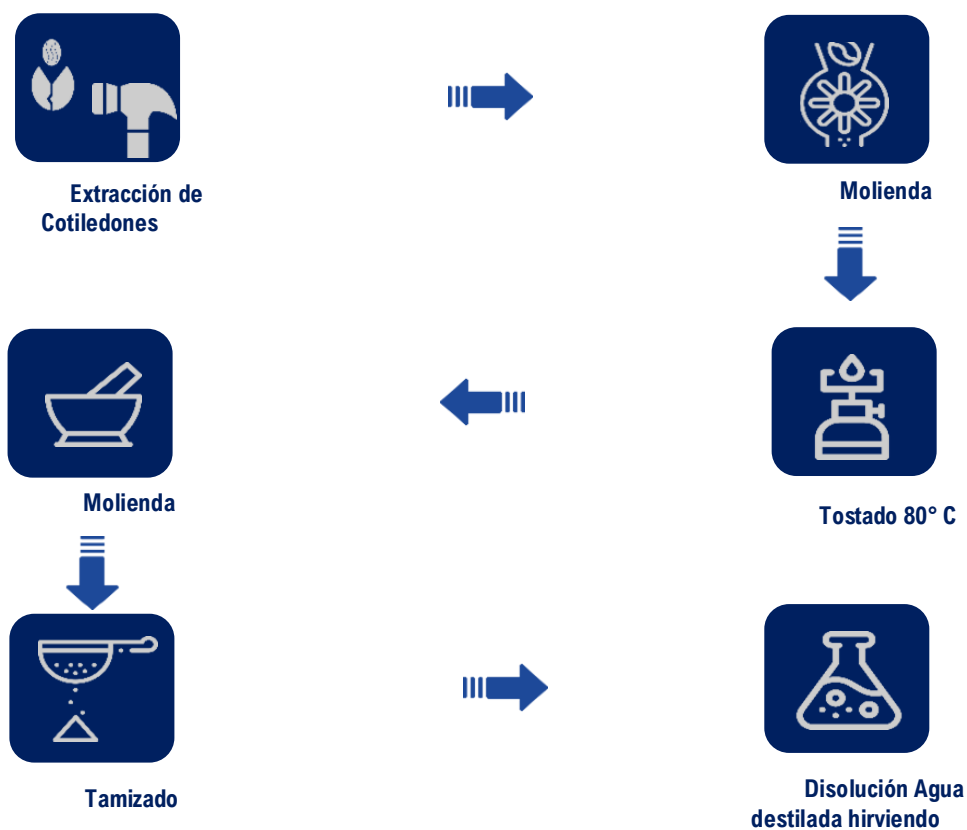 Extracción de
Cotiledones
Molienda
Molienda
Tostado 80° C
Tamizado
Disolución Agua
destilada hirviendo